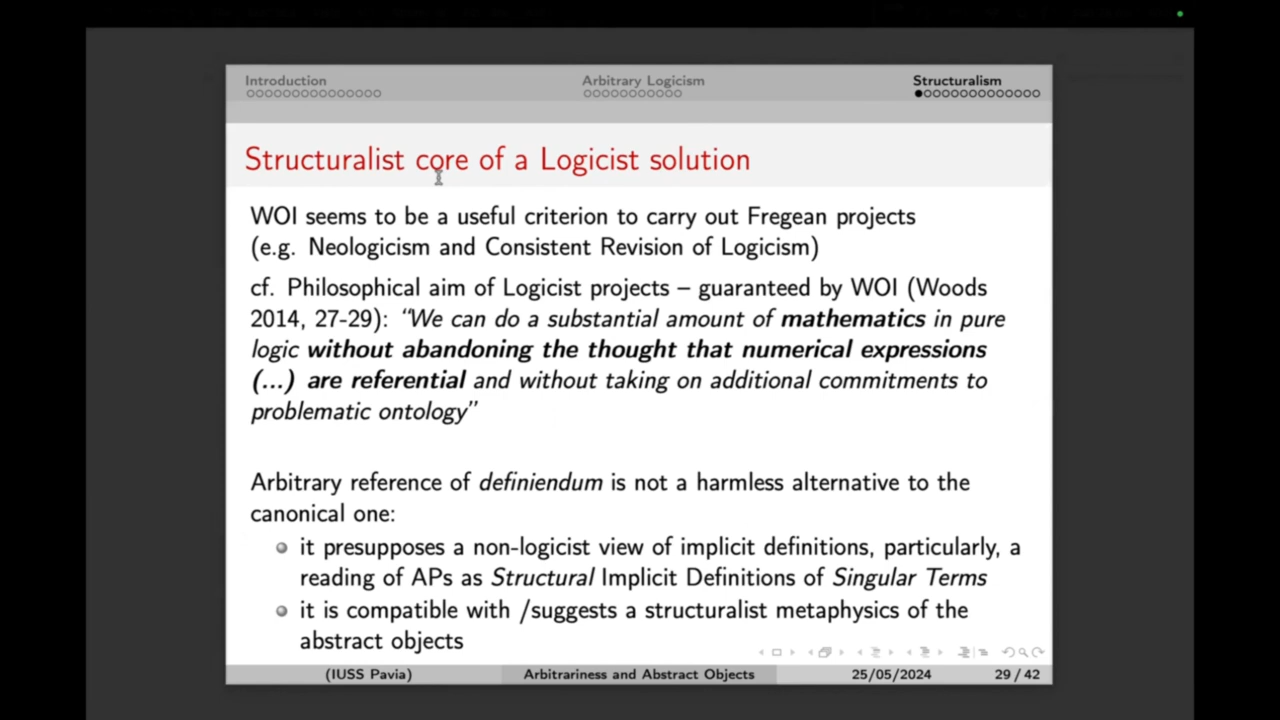 Introduction Arbitrary Logicism Structuralism
Structuralist core of a Logicist solution
WOI seems to be a useful criterion to carry out Fregean projects
(e.g. Neologicism and Consistent Revision of Logicism)
cf. Philosophical aim of Logicist projects – guaranteed by WOI (Woods
2014, 27-29): “We can do a substantial amount of mathematics in pure
logic without abandoning the thought that numerical expressions
(...) are referential and without taking on additional commitments to
problematic ontology”
Arbitrary reference of definiendum is not a harmless alternative to the
canonical one:
it presupposes a non-logicist view of implicit definitions, particularly, a
reading of APs as Structural Implicit Definitions of Singular Terms
it is compatible with /suggests a structuralist metaphysics of the
abstract objects
(IUSS Pavia) Arbitrariness and Abstract Objects 25/05/2024 29 / 42